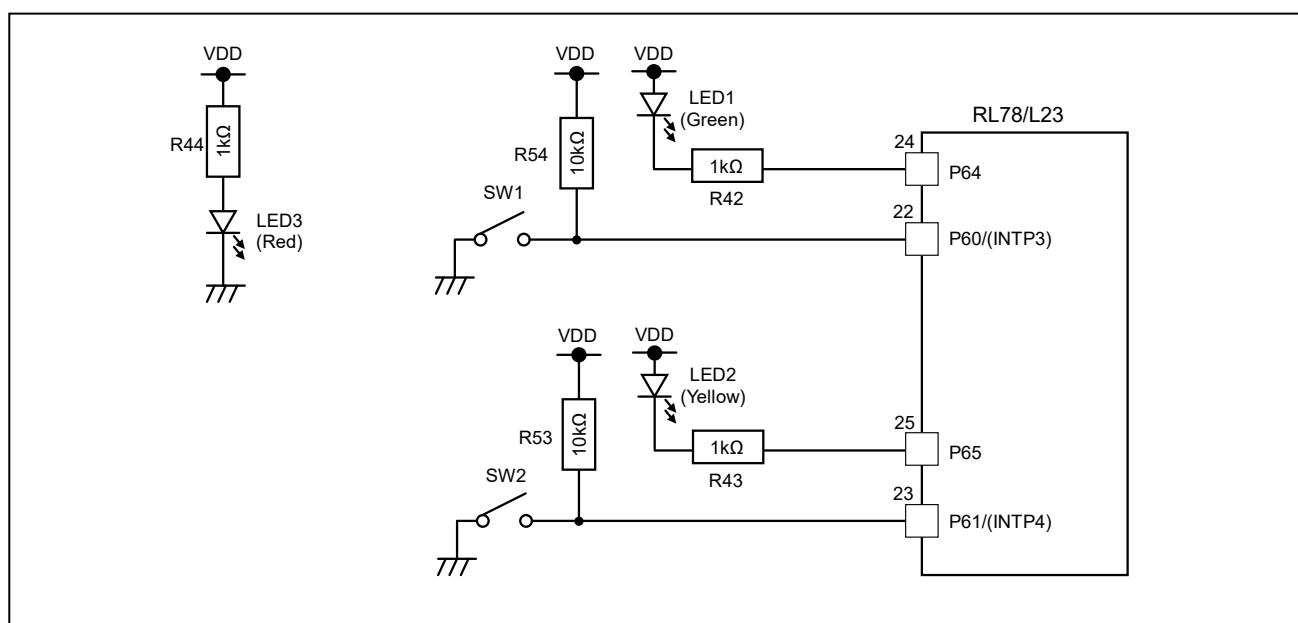 VDD
R44
1kΩ
LED3
(Red)
VDD
R54
10kΩ
SW1
VDD
LED1
(Green)
1kΩ
R42
RL78/L23
24
P64
22
P60/(INTP3)
VDD
R53
10kΩ
SW2
VDD
LED2
(Yellow)
1kΩ
R43
25
P65
23
P61/(INTP4)